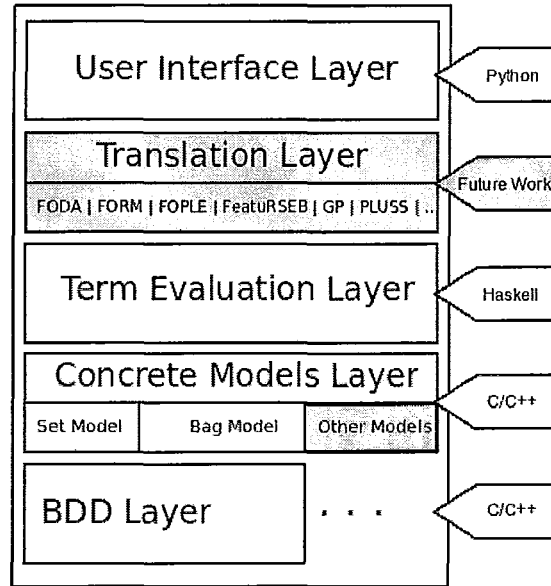 User Interface Layer
Python
Translation Layer
FODA | FORM | FOPLE | FeatuRSEB | GP | PLUSS | ..
Future Work
Term Evaluation Layer
Haskell
Concrete Models Layer
C/C++
Set Model
Bag Model
Other Models
BDD Layer
. . .
C/C++